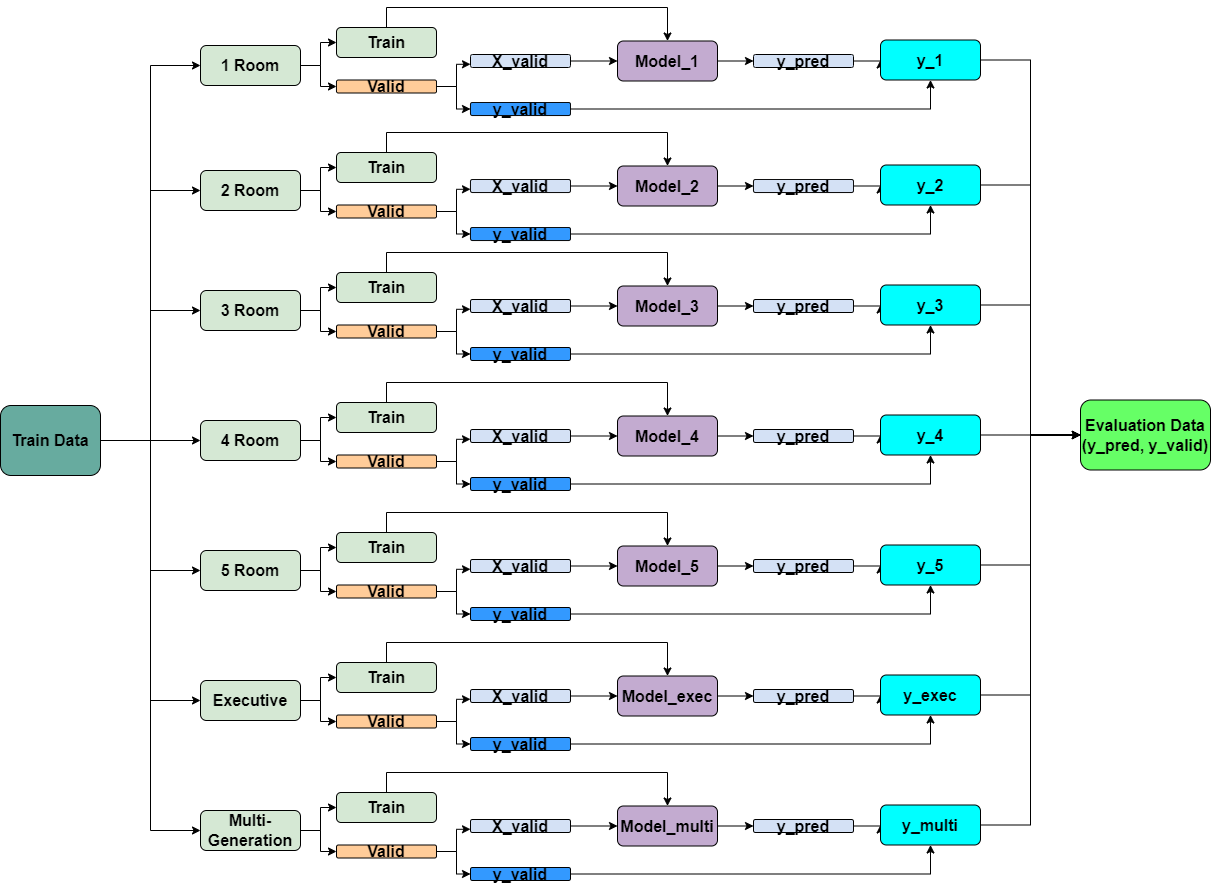 Train
1 Room
X_valid
Model_1
y_pred
y_1
Valid
y_valid
Train
2 Room
X_valid
Model_2
y_pred
y_2
Valid
y_valid
Train
3 Room
X_valid
Model_3
y_pred
y_3
Valid
y_valid
Train Data
Train
4 Room
X_valid
Model_4
y_pred
y_4
Valid
y_valid
Evaluation Data
(y_pred, y_valid)
Train
5 Room
X_valid
Model_5
y_pred
y_5
Valid
y_valid
Train
Executive
X_valid
Model_exec
y_pred
y_exec
Valid
y_valid
Train
Multi-
Generation
X_valid
Model_multi
y_pred
y_multi
Valid
y_valid